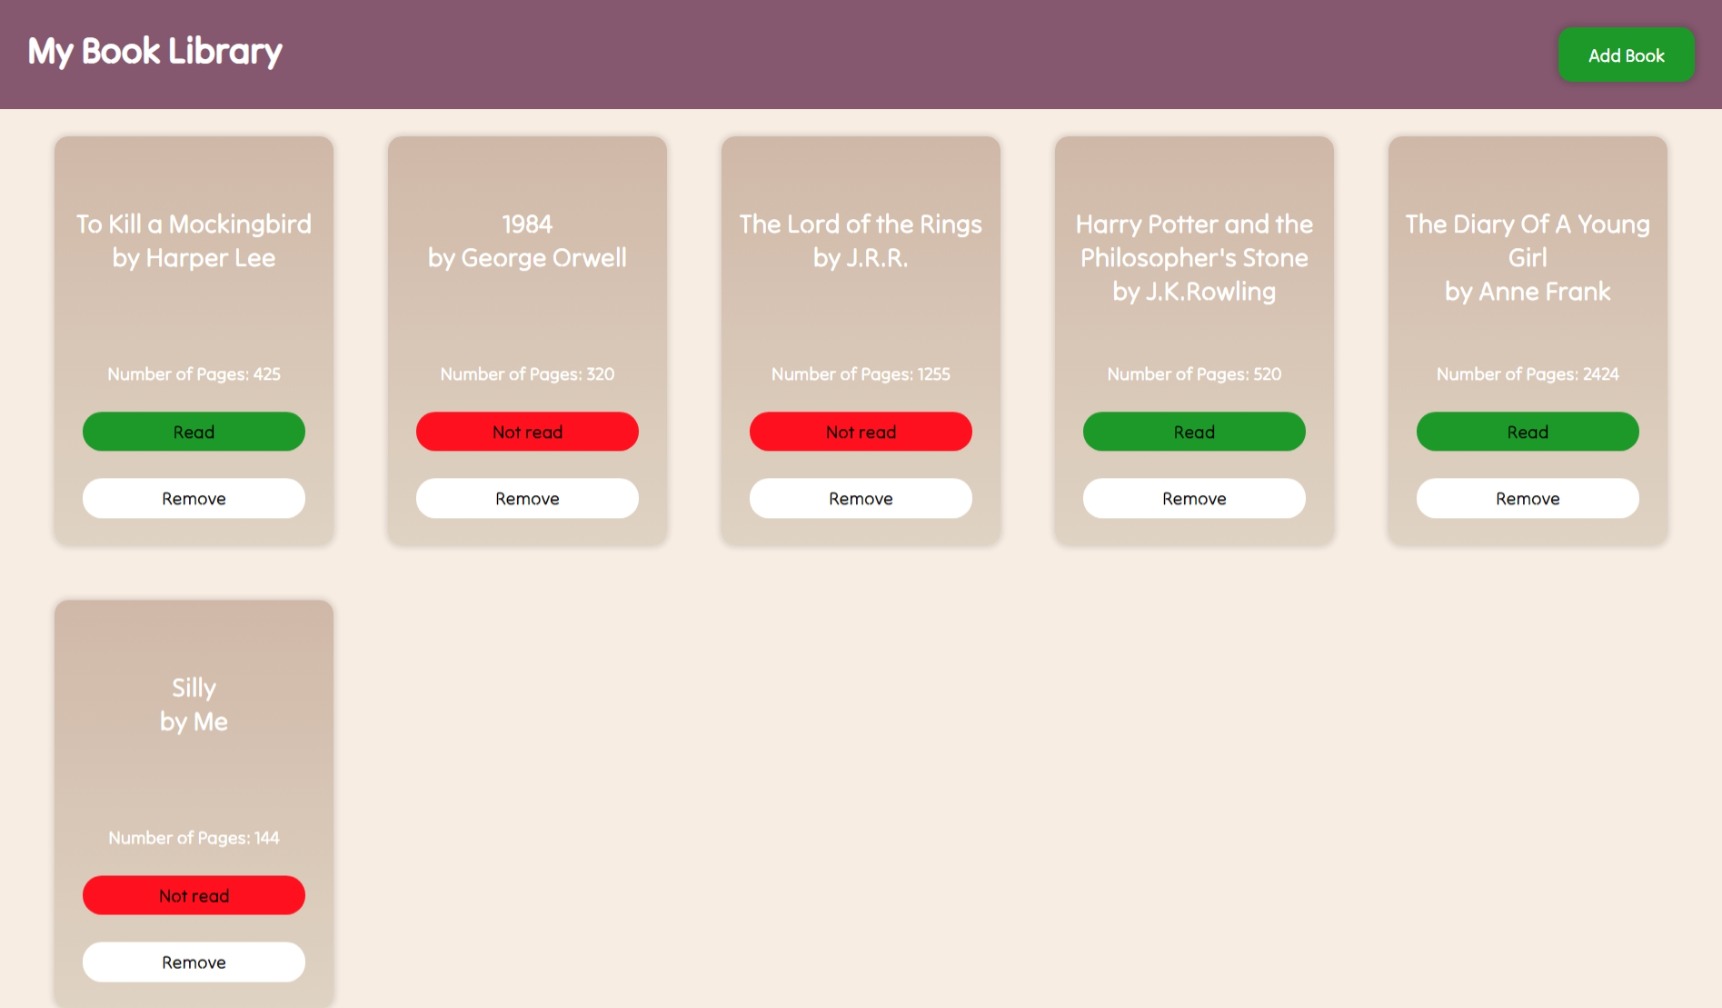 My Book Library
Add Book
To Kill a Mockingbird
by Harper Lee
Number of Pages: 425
Read
Remove
1984
by George Orwell
Number of Pages: 320
Not read
Remove
The Lord of the Rings
by J.R.R.
Number of Pages: 1255
Not read
Remove
Harry Potter and the
Philosopher's Stone
by J.K.Rowling
Number of Pages: 520
Read
Remove
The Diary Of A Young
Girl
by Anne Frank
Number of Pages: 2424
Read
Remove
Silly
by Me
Number of Pages: 144
Not read
Remove